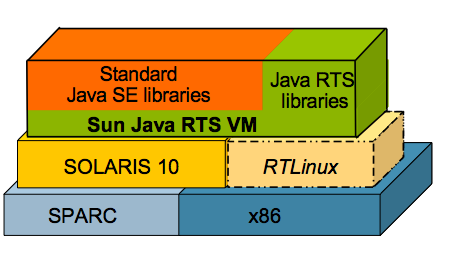 Standard
Java SE libraries
Java RTS
libraries
Sun Java RTS VM
SOLARIS 10
RTLinux
SPARC
x86